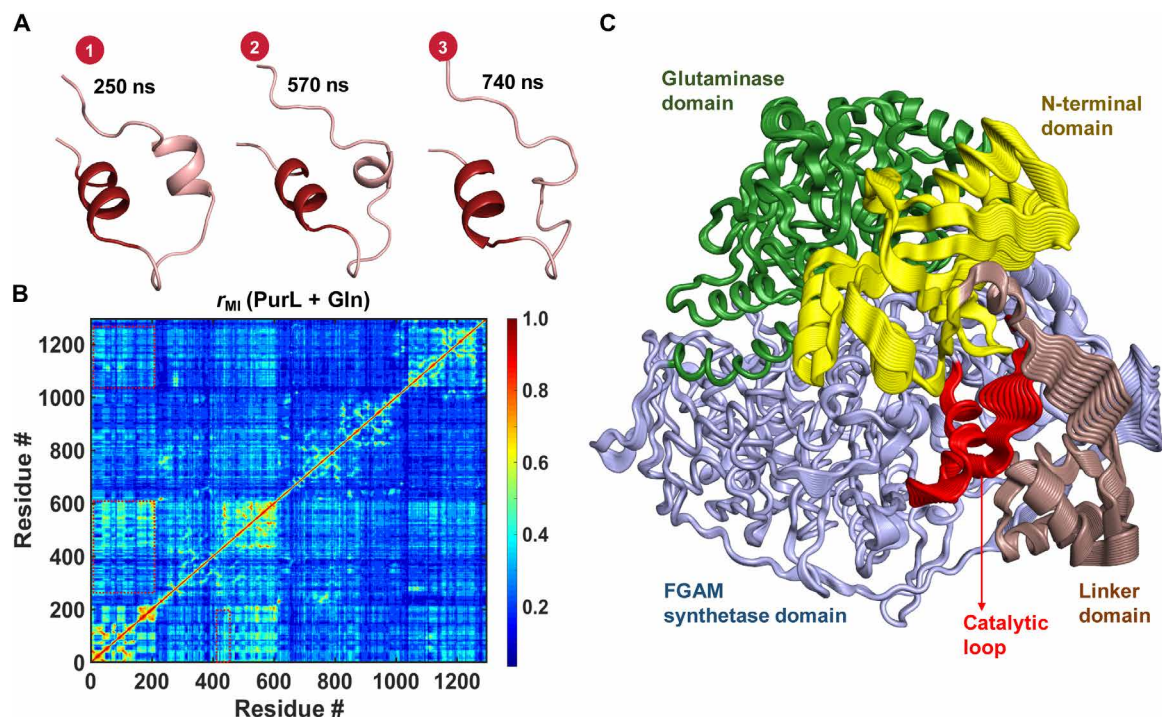 A
1
250 ns
2
570 ns
3
740 ns
B
r_MI (PurL + Gln)
1200
1000
800
600
400
200
0
Residue #
0 200 400 600 800 1000 1200
Residue #
1.0
0.8
0.6
0.4
0.2
C
Glutaminase
domain
N-terminal
domain
FGAM
synthetase domain
Catalytic
loop
Linker
domain